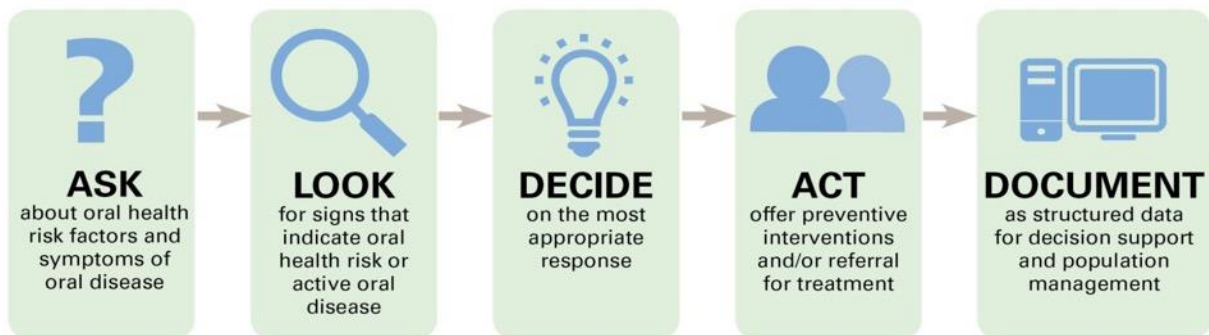 ASK
about oral health
risk factors and
symptoms of
oral disease
LOOK
for signs that
indicate oral
health risk or
active oral
disease
DECIDE
on the most
appropriate
response
ACT
offer preventive
interventions
and/or referral
for treatment
DOCUMENT
as structured data
for decision support
and population
management